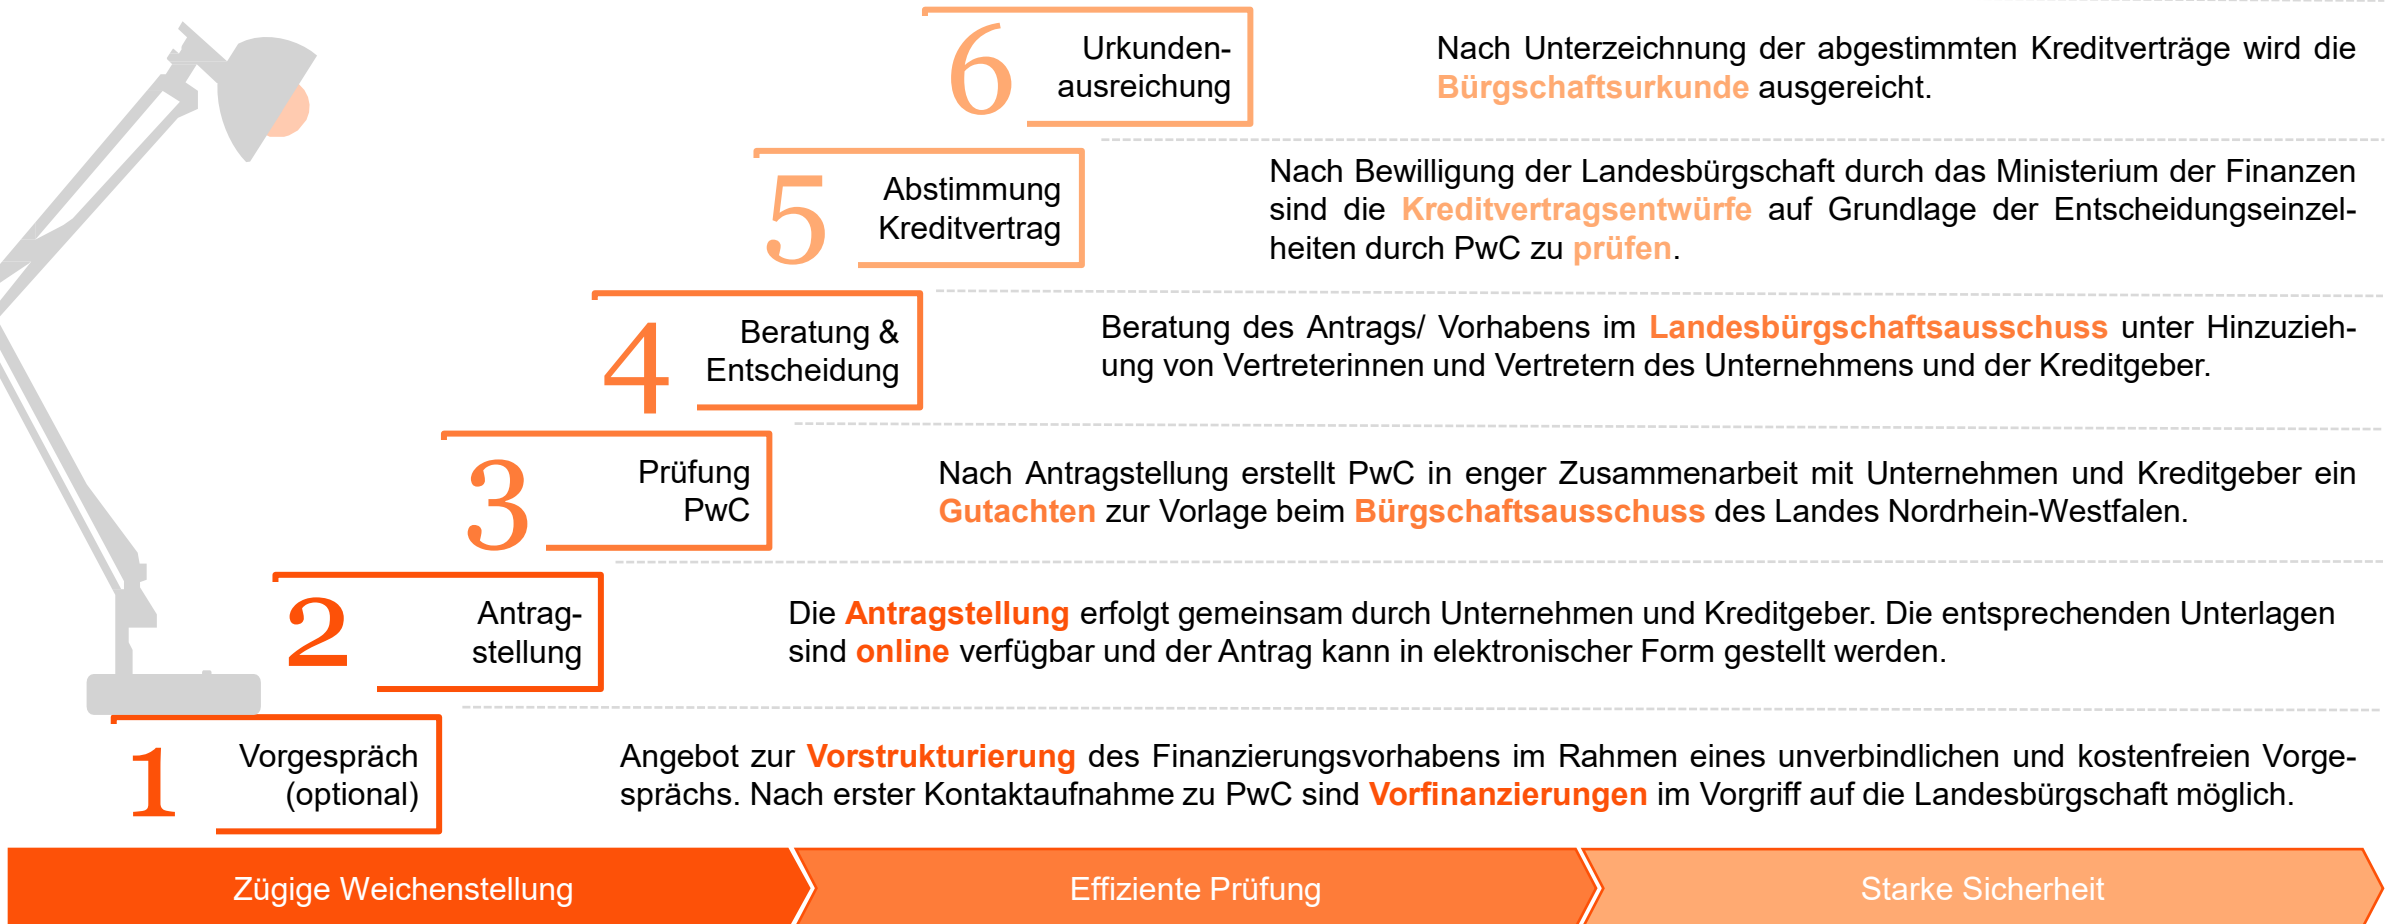 6
Urkunden-
ausreichung
Nach Unterzeichnung der abgestimmten Kreditverträge wird die
Bürgschaftsurkunde ausgereicht.
5
Abstimmung
Kreditvertrag
Nach Bewilligung der Landesbürgschaft durch das Ministerium der Finanzen
sind die Kreditvertragsentwürfe auf Grundlage der Entscheidungseinzel-
heiten durch PwC zu prüfen.
4
Beratung &
Entscheidung
Beratung des Antrags/ Vorhabens im Landesbürgschaftsausschuss unter Hinzuzieh-
ung von Vertreterinnen und Vertretern des Unternehmens und der Kreditgeber.
3
Prüfung
PwC
Nach Antragstellung erstellt PwC in enger Zusammenarbeit mit Unternehmen und Kreditgeber ein
Gutachten zur Vorlage beim Bürgschaftsausschuss des Landes Nordrhein-Westfalen.
2
Antrag-
stellung
Die Antragstellung erfolgt gemeinsam durch Unternehmen und Kreditgeber. Die entsprechenden Unterlagen
sind online verfügbar und der Antrag kann in elektronischer Form gestellt werden.
1
Vorgespräch
(optional)
Angebot zur Vorstrukturierung des Finanzierungsvorhabens im Rahmen eines unverbindlichen und kostenfreien Vorge-
sprächs. Nach erster Kontaktaufnahme zu PwC sind Vorfinanzierungen im Vorgriff auf die Landesbürgschaft möglich.
Zügige Weichenstellung
Effiziente Prüfung
Starke Sicherheit